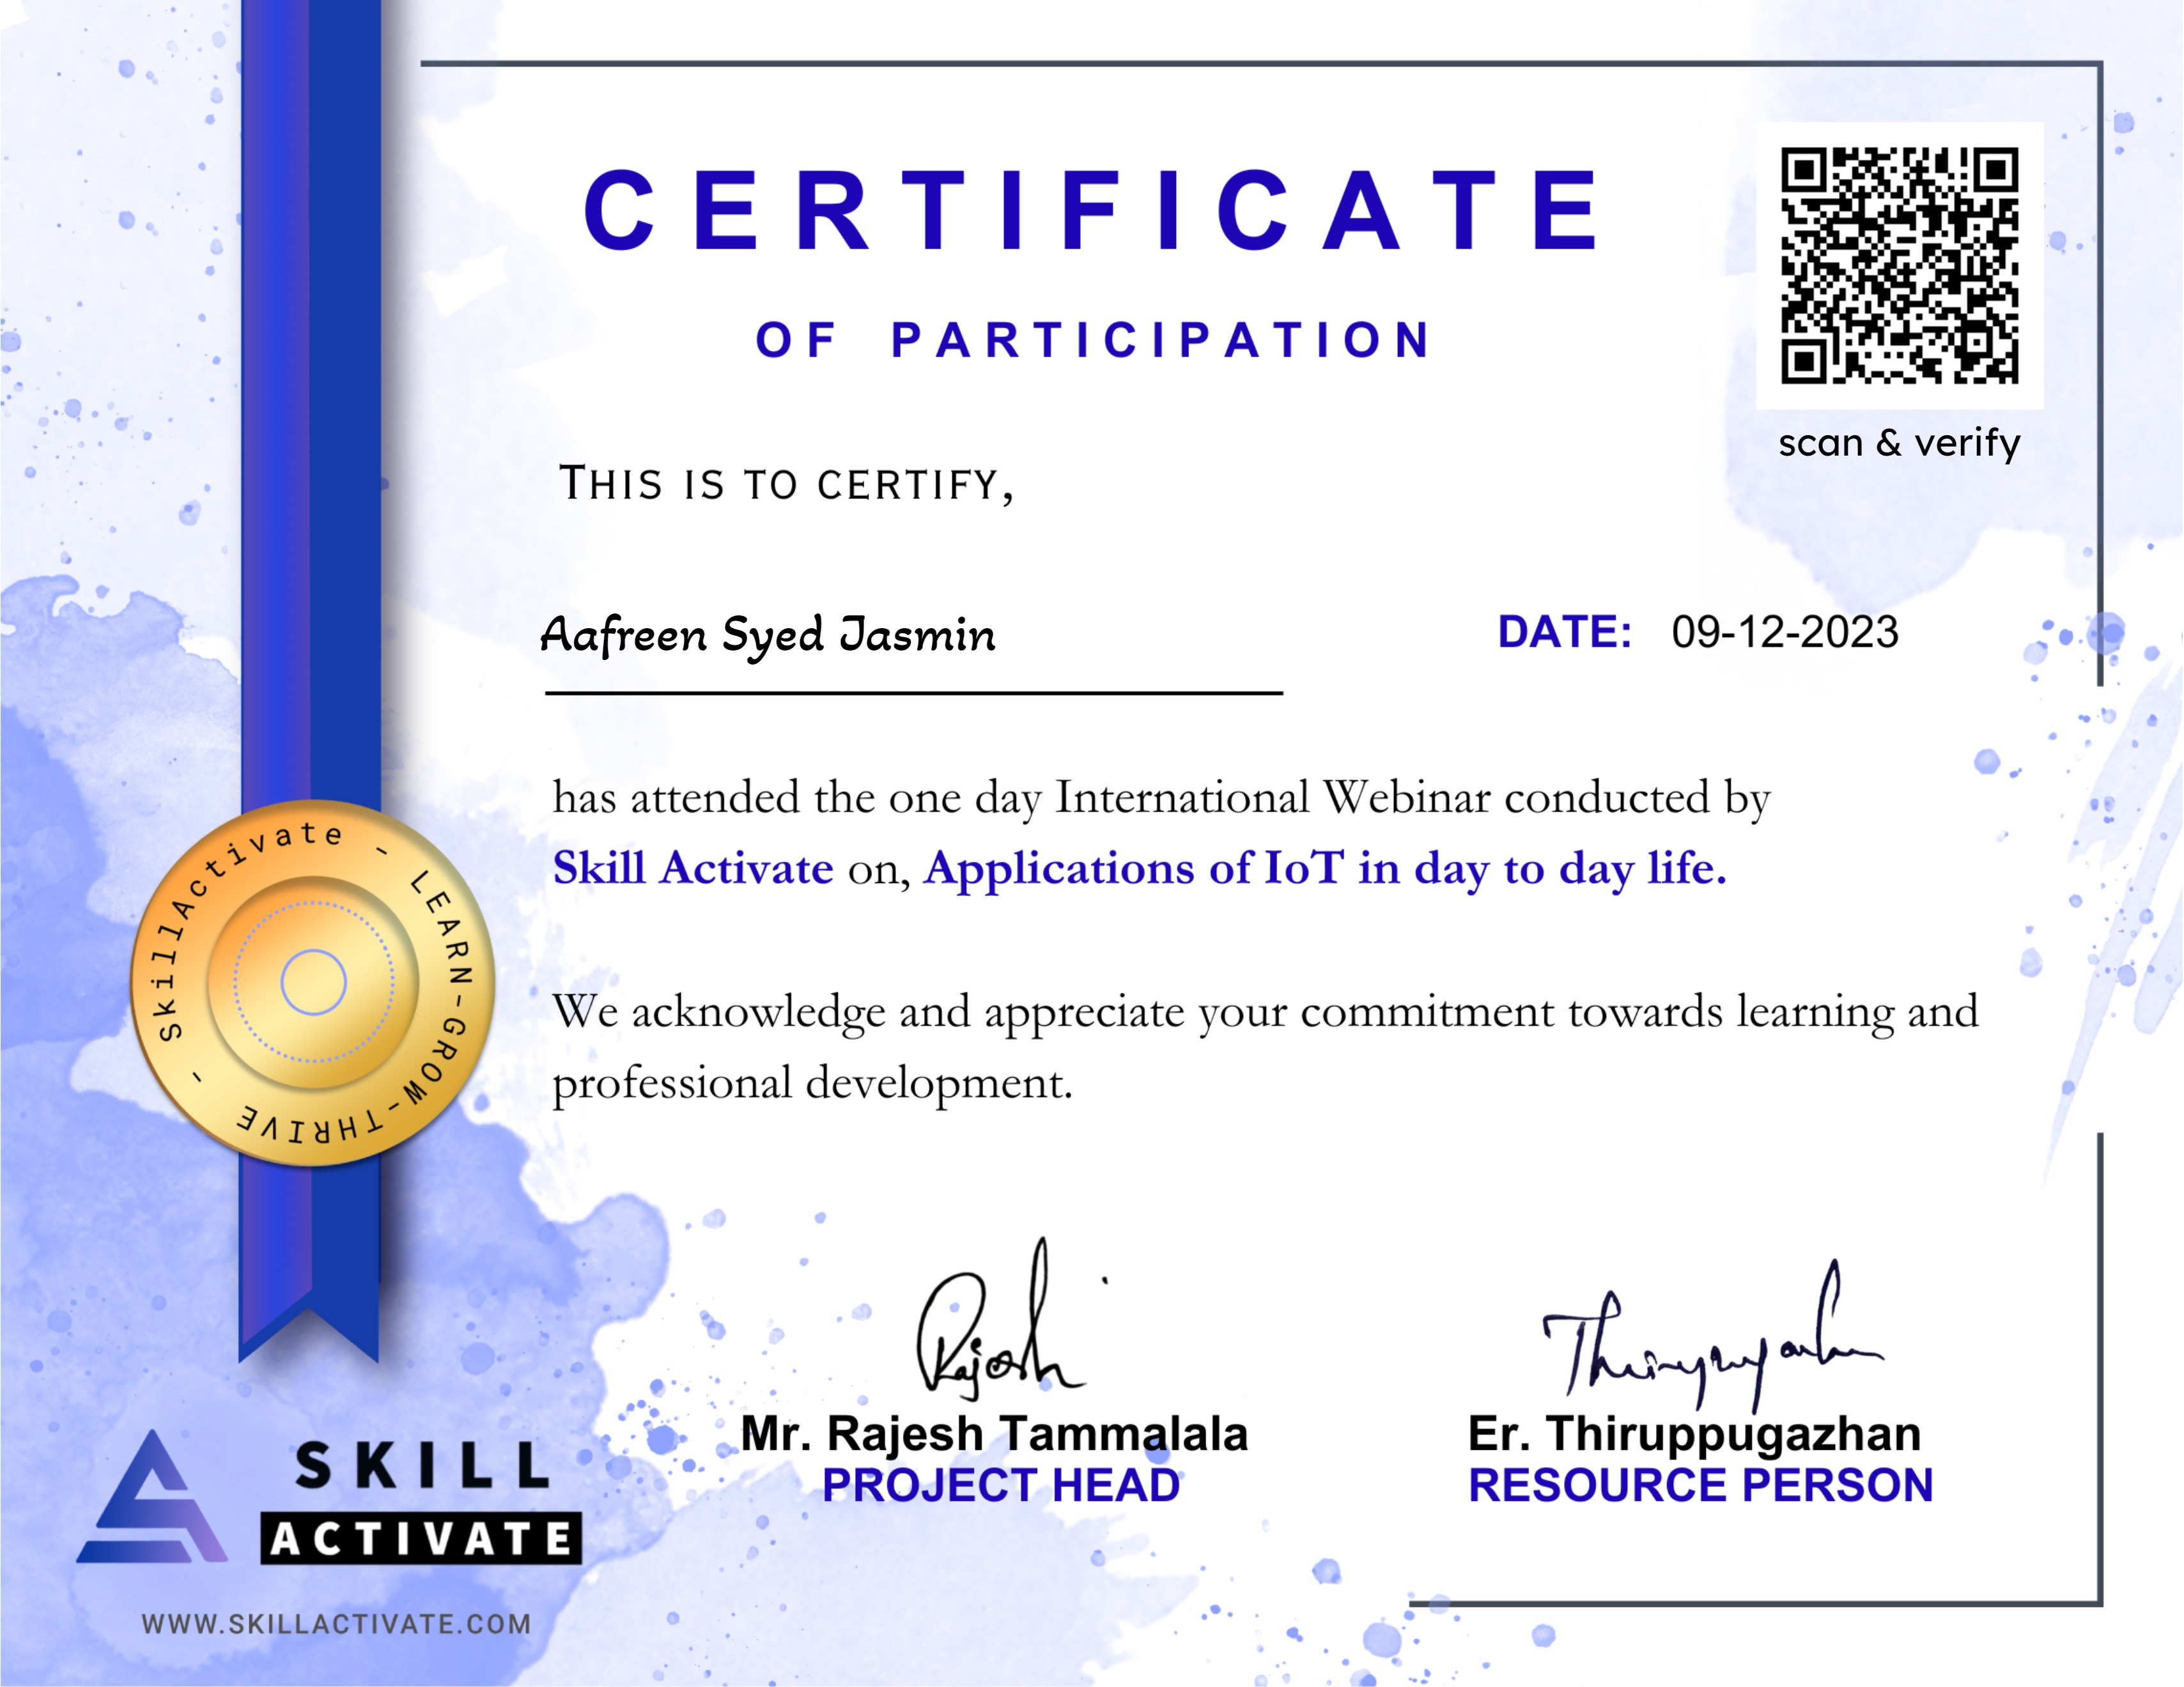 CERTIFICATE
OF PARTICIPATION
scan & verify
THIS IS TO CERTIFY,
Aafreen Syed Jasmin
DATE: 09-12-2023
has attended the one day International Webinar conducted by
Skill Activate on, Applications of IoT in day to day life.
We acknowledge and appreciate your commitment towards learning and
professional development.
- SkillActivate - LEARN-GROW-THRIVE
Rajesh
Thiruppugazhan
Mr. Rajesh Tammalala
PROJECT HEAD
Er. Thiruppugazhan
RESOURCE PERSON
SKILL
ACTIVATE
WWW.SKILLACTIVATE.COM